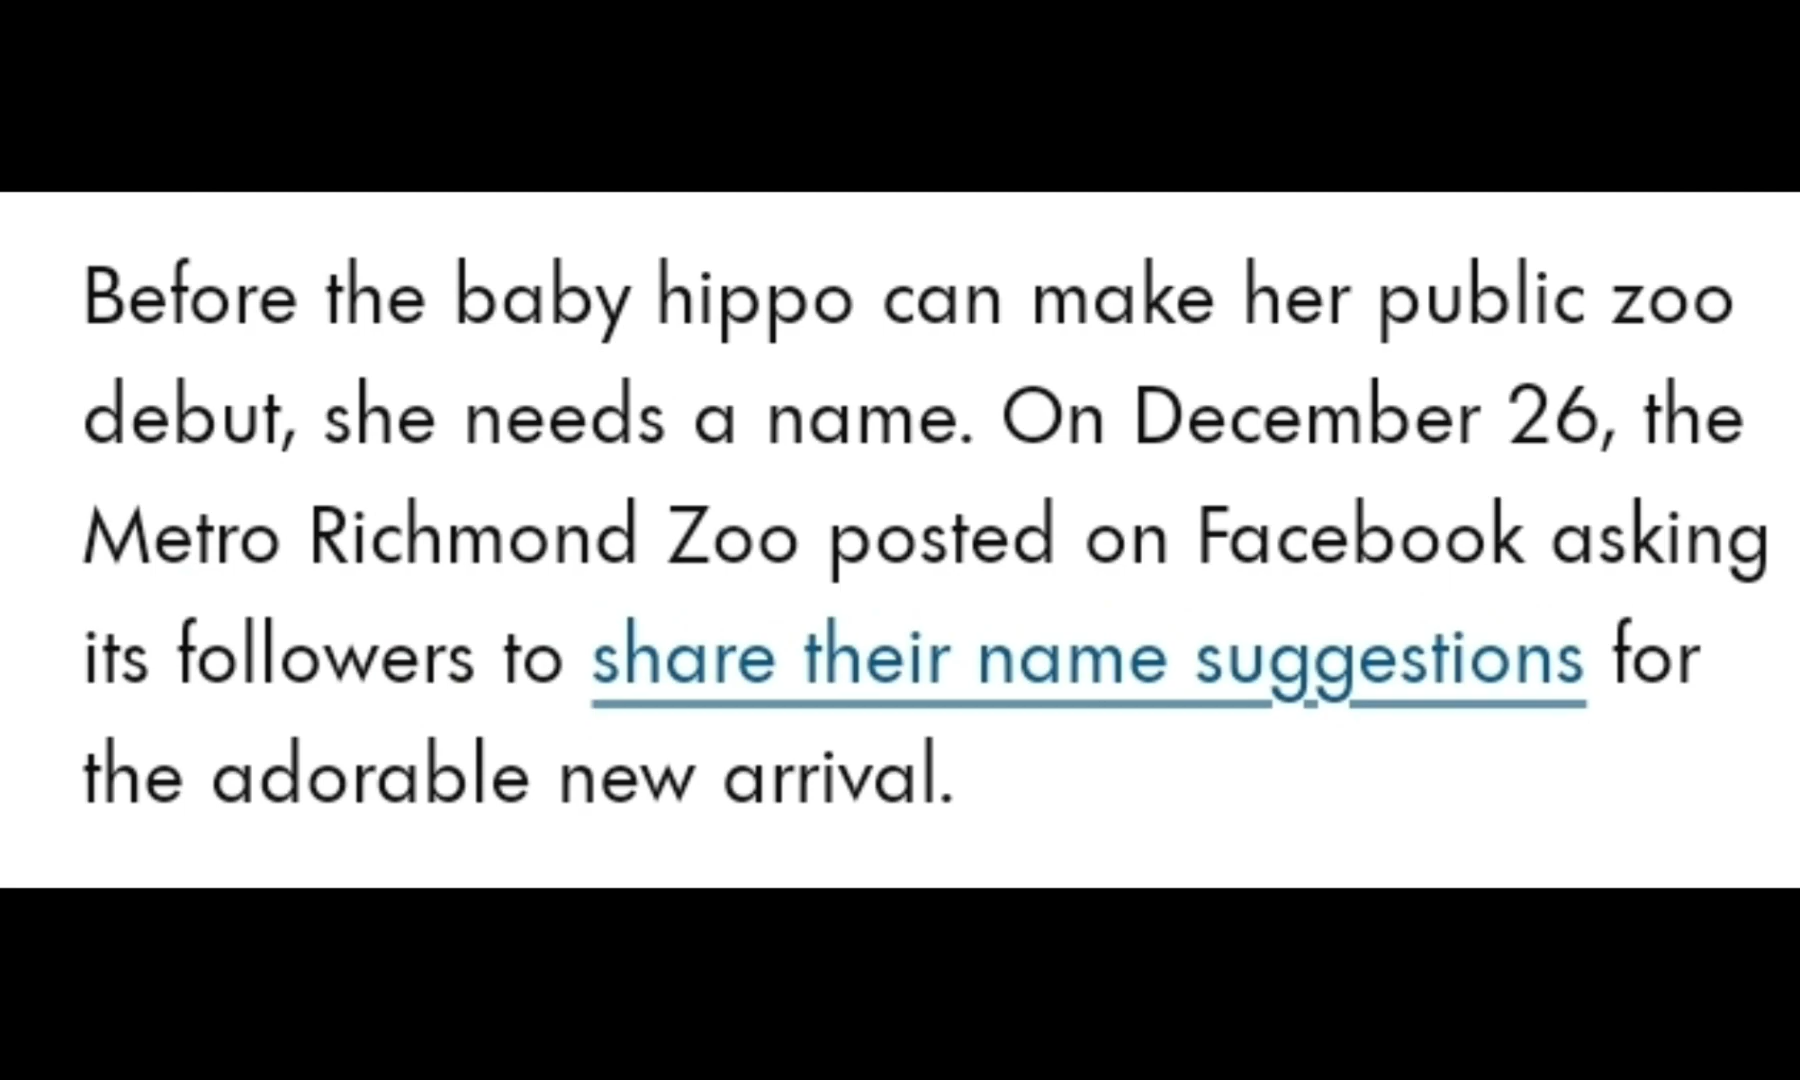 Before the baby hippo can make her public zoo
debut, she needs a name. On December 26, the
Metro Richmond Zoo posted on Facebook asking
its followers to share their name suggestions for
the adorable new arrival.